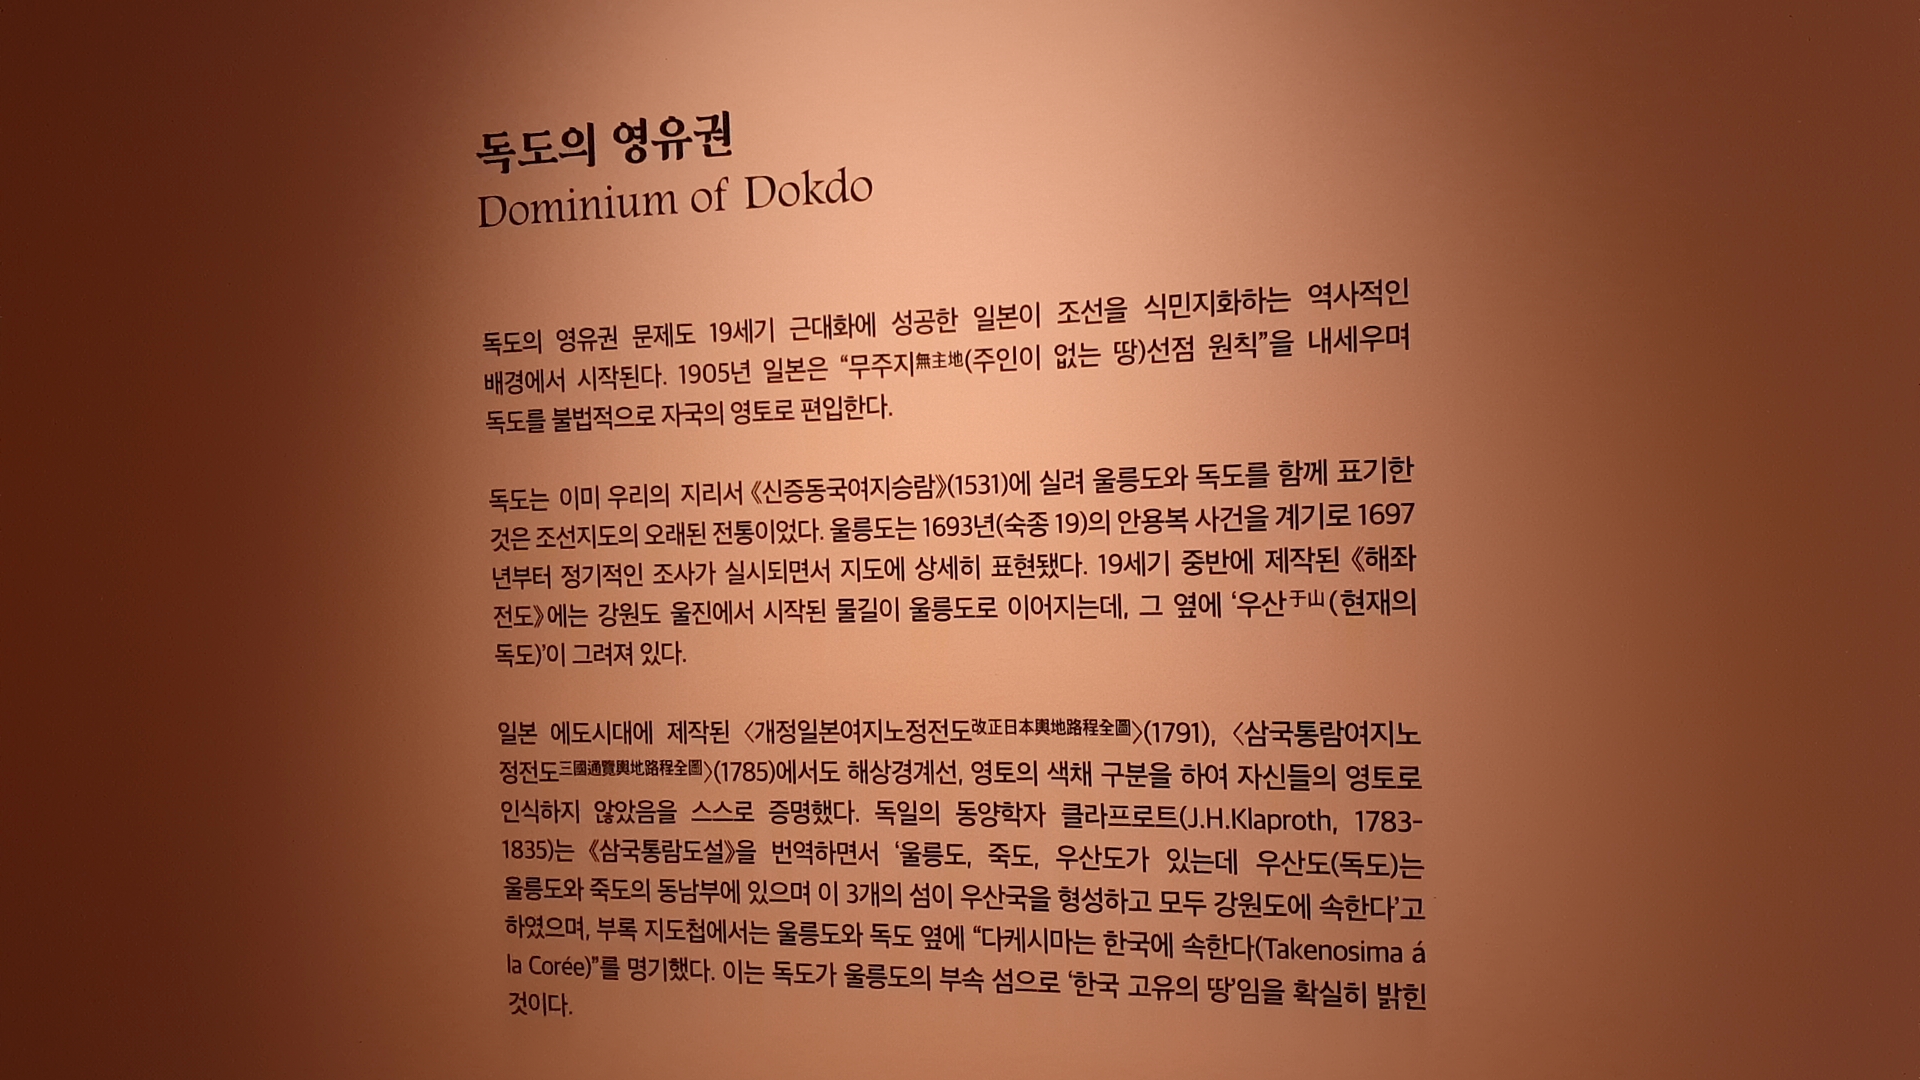 독도의 영유권
Dominium of Dokdo
독도의 영유권 문제도 19세기 근대화에 성공한 일본이 조선을 식민지화하는 역사적인
배경에서 시작된다. 1905년 일본은 “무주지無主地(주인이 없는 땅)선점 원칙”을 내세우며
독도를 불법적으로 자국의 영토로 편입한다.
독도는 이미 우리의 지리서 《신증동국여지승람》(1531)에 실려 울릉도와 독도를 함께 표기한
것은 조선지도의 오래된 전통이었다. 울릉도는 1693년(숙종 19)의 안용복 사건을 계기로 1697
년부터 정기적인 조사가 실시되면서 지도에 상세히 표현됐다. 19세기 중반에 제작된 《해좌
전도》에는 강원도 울진에서 시작된 물길이 울릉도로 이어지는데, 그 옆에 ‘우산于山(현재의
독도)’이 그려져 있다.
일본 에도시대에 제작된 〈개정일본여지노정전도改正日本輿地路程全圖〉(1791), 〈삼국통람여지노
정전도三國通覽輿地路程全圖〉(1785)에서도 해상경계선, 영토의 색채 구분을 하여 자신들의 영토로
인식하지 않았음을 스스로 증명했다. 독일의 동양학자 클라프로트(J.H.Klaproth, 1783-
1835)는 《삼국통람도설》을 번역하면서 ‘울릉도, 죽도, 우산도가 있는데 우산도(독도)는
울릉도와 죽도의 동남부에 있으며 이 3개의 섬이 우산국을 형성하고 모두 강원도에 속한다’고
하였으며, 부록 지도첩에서는 울릉도와 독도 옆에 “다케시마는 한국에 속한다(Takenosima á
la Corée)”를 명기했다. 이는 독도가 울릉도의 부속 섬으로 ‘한국 고유의 땅’임을 확실히 밝힌
것이다.